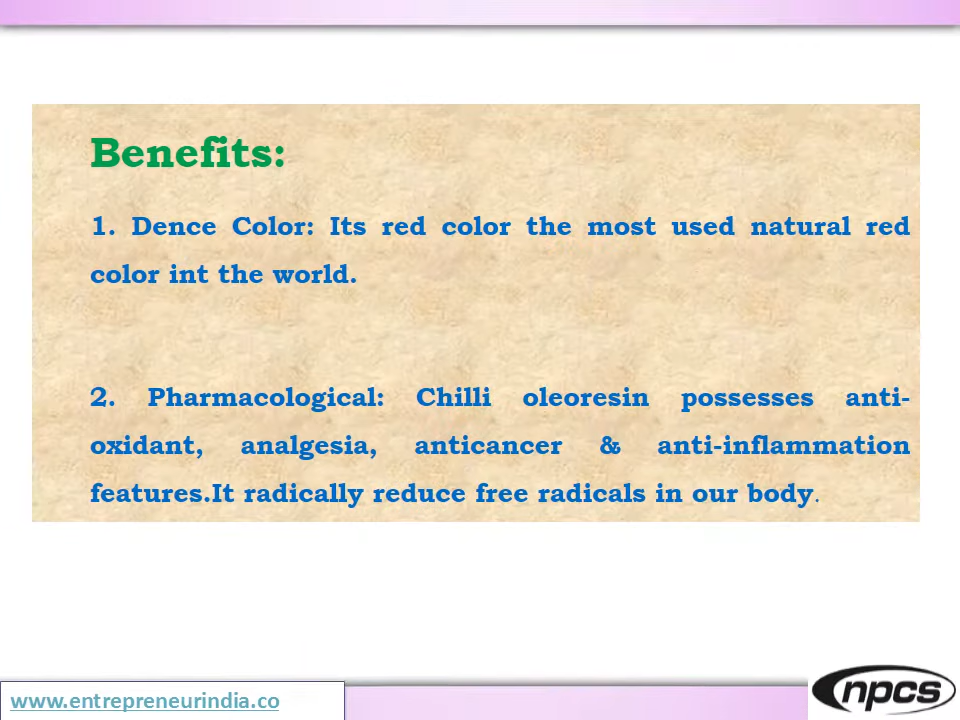 Benefits:
1. Dence Color: Its red color the most used natural red
color int the world.
2. Pharmacological: Chilli oleoresin possesses anti-
oxidant, analgesia, anticancer & anti-inflammation
features.It radically reduce free radicals in our body.
www.entrepreneurindia.co
npcs